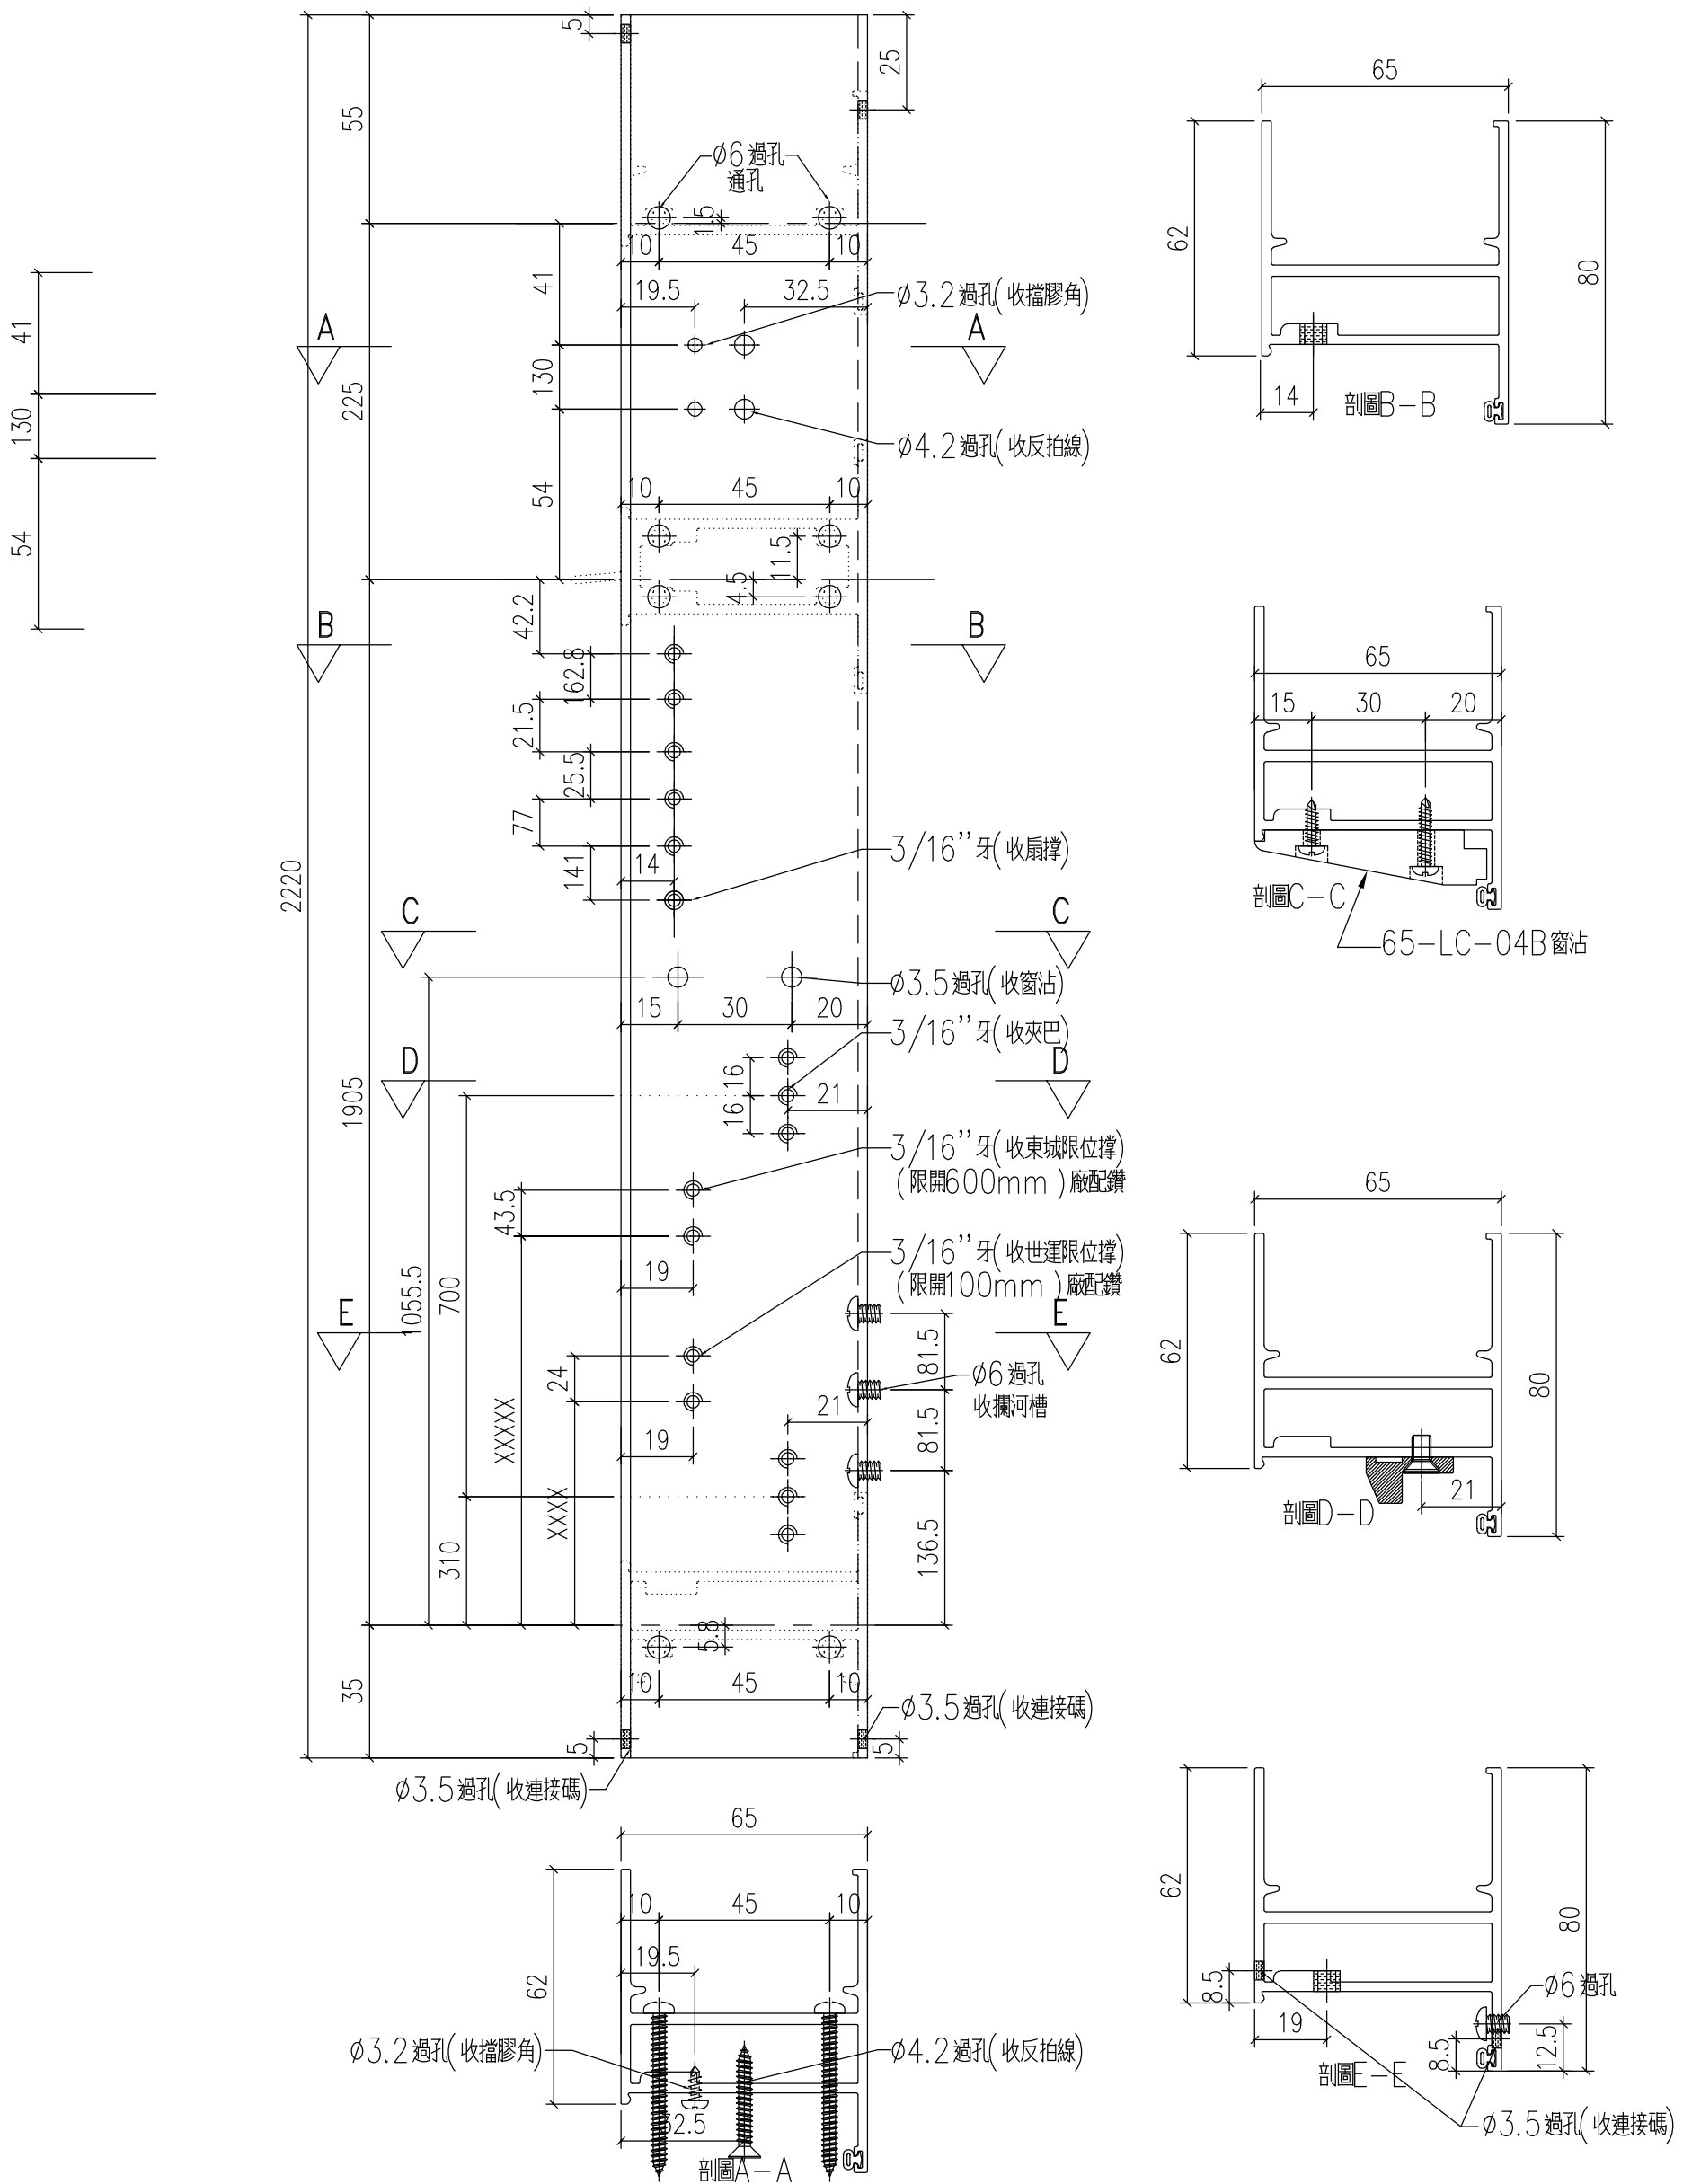 5
25
55
ø6過孔
通孔
1.5
10
45
10
65
62
80
14
剖圖B-B
41
19.5
32.5
ø3.2過孔(收擋膠角)
A
A
41
130
54
225
130
ø4.2過孔(收反拍線)
54
10
45
10
11.5
4.5
B
B
42.2
162.8
21.5
25.5
77
141
14
3/16"牙(收扇撐)
65
15
30
20
剖圖C-C
65-LC-04B窗沾
2220
C
C
ø3.5過孔(收窗沾)
15
30
20
3/16"牙(收夾巴)
D
D
16
16
21
1905
3/16"牙(收東城限位撐)
(限開600mm)廠配鑽
43.5
19
3/16"牙(收世運限位撐)
(限開100mm)廠配鑽
1055.5
700
65
62
80
21
剖圖D-D
E
E
81.5
81.5
136.5
ø6過孔
收攔河槽
24
21
19
XXXXX
XXXX
310
5.8
35
10
45
10
ø3.5過孔(收連接碼)
5
5
ø3.5過孔(收連接碼)
65
10
45
10
19.5
62
ø3.2過孔(收擋膠角)
ø4.2過孔(收反拍線)
32.5
剖圖A-A
62
80
8.5
19
ø6過孔
8.5
12.5
剖圖E-E
ø3.5過孔(收連接碼)